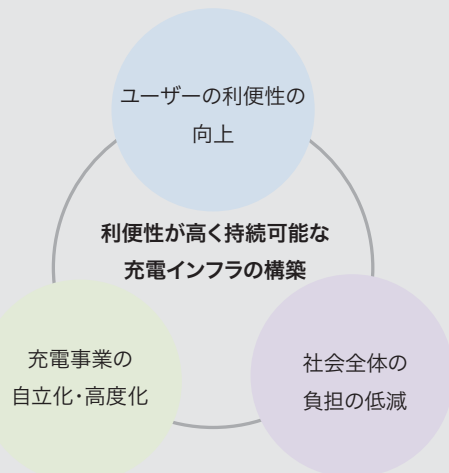 ユーザーの利便性の
向上
利便性が高く持続可能な
充電インフラの構築
充電事業の
自立化・高度化
社会全体の
負担の低減